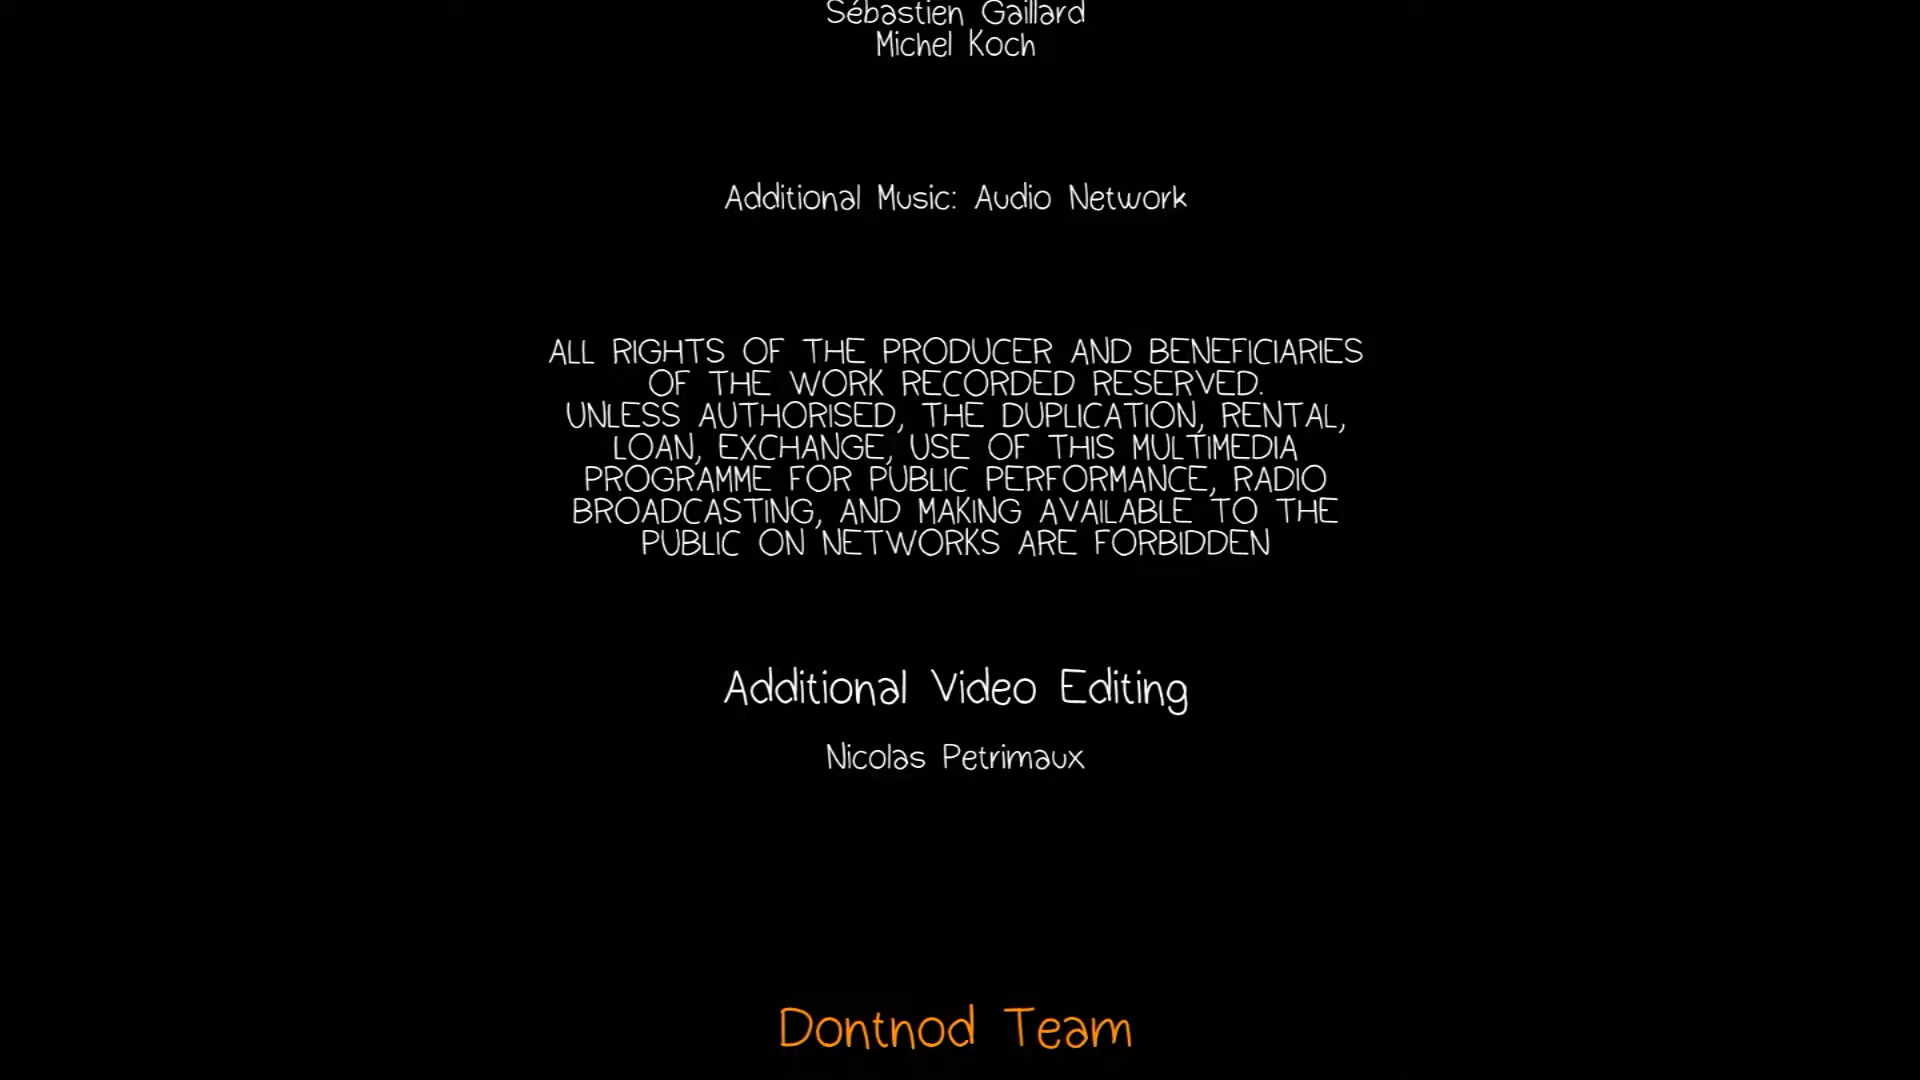 Sébastien Gaillard
Michel Koch
Additional Music: Audio Network
ALL RIGHTS OF THE PRODUCER AND BENEFICIARIES
OF THE WORK RECORDED RESERVED.
UNLESS AUTHORISED, THE DUPLICATION, RENTAL,
LOAN, EXCHANGE, USE OF THIS MULTIMEDIA
PROGRAMME FOR PUBLIC PERFORMANCE, RADIO
BROADCASTING, AND MAKING AVAILABLE TO THE
PUBLIC ON NETWORKS ARE FORBIDDEN
Additional Video Editing
Nicolas Petrimaux
Dontnod Team